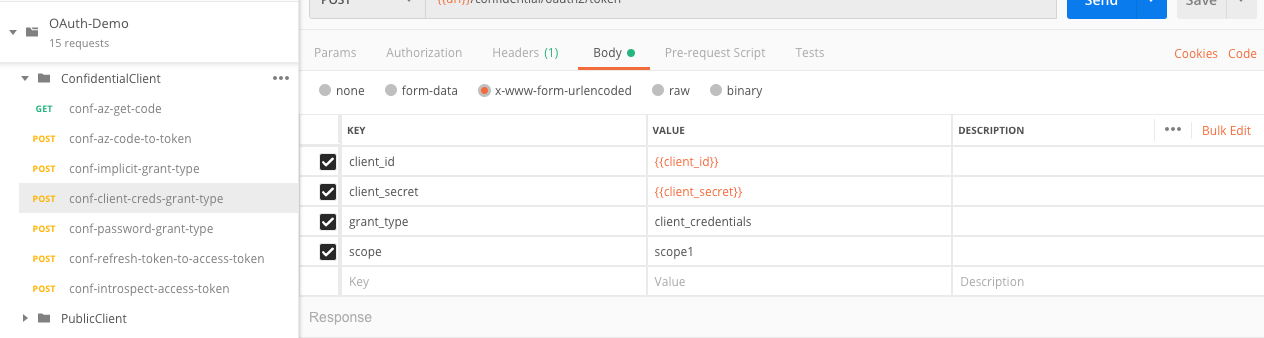 POST {{url}}/confidential/oauth2/token Send Save
OAuth-Demo
15 requests
Params Authorization Headers (1) Body Pre-request Script Tests Cookies Code
ConfidentialClient
none form-data x-www-form-urlencoded raw binary
GET conf-az-get-code
POST conf-az-code-to-token
POST conf-implicit-grant-type
POST conf-client-creds-grant-type
POST conf-password-grant-type
POST conf-refresh-token-to-access-token
POST conf-introspect-access-token
PublicClient
KEY VALUE DESCRIPTION ••• Bulk Edit
client_id {{client_id}}
client_secret {{client_secret}}
grant_type client_credentials
scope scope1
Key Value Description
Response